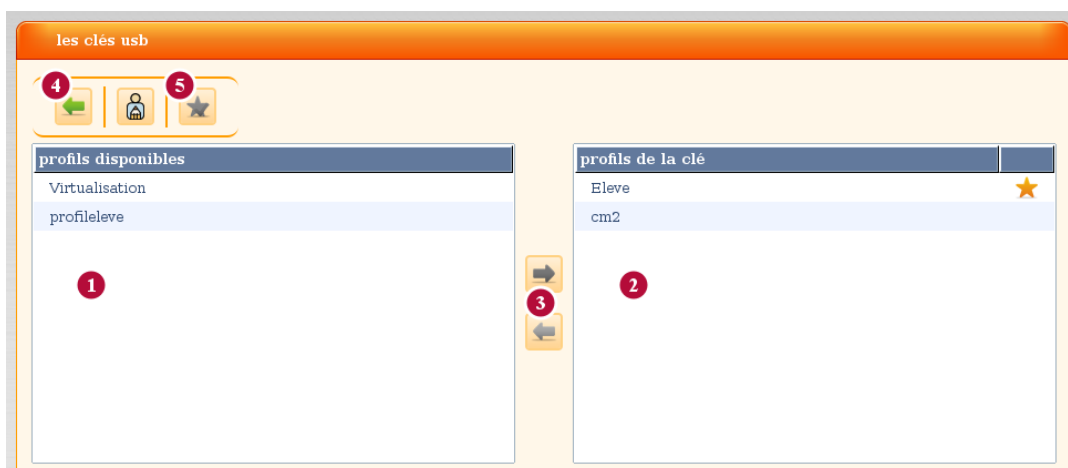 les clés usb
4 5
profils disponibles
Virtualisation
profileleve
1
3
profils de la clé
Eleve
cm2
2